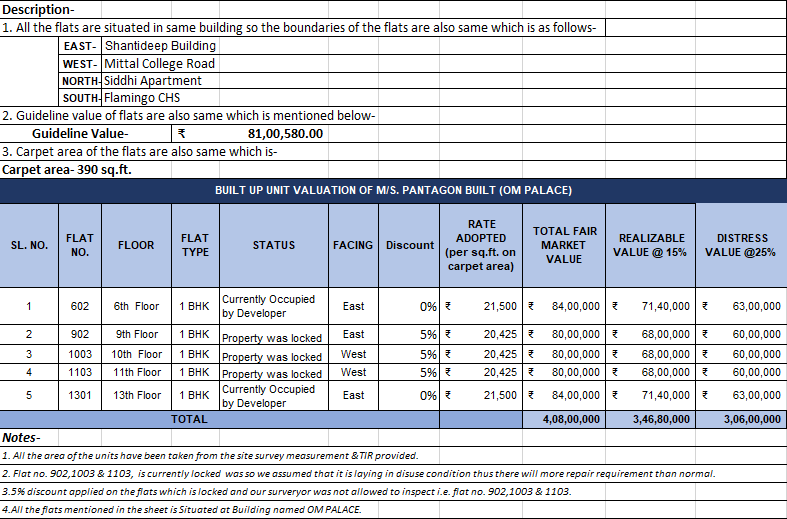 Description-
1. All the flats are situated in same building so the boundaries of the flats are also same which is as follows-
EAST- Shantideep Building
WEST- Mittal College Road
NORTH- Siddhi Apartment
SOUTH- Flamingo CHS
2. Guideline value of flats are also same which is mentioned below-
Guideline Value- ₹ 81,00,580.00
3. Carpet area of the flats are also same which is-
Carpet area- 390 sq.ft.
BUILT UP UNIT VALUATION OF M/S. PANTAGON BUILT (OM PALACE)
SL. NO. FLAT NO. FLOOR FLAT TYPE STATUS FACING Discount RATE ADOPTED (per sq.ft. on carpet area) TOTAL FAIR MARKET VALUE REALIZABLE VALUE @ 15% DISTRESS VALUE @25%
1 602 6th Floor 1 BHK Currently Occupied by Developer East 0% ₹ 21,500 ₹ 84,00,000 ₹ 71,40,000 ₹ 63,00,000
2 902 9th Floor 1 BHK Property was locked East 5% ₹ 20,425 ₹ 80,00,000 ₹ 68,00,000 ₹ 60,00,000
3 1003 10th Floor 1 BHK Property was locked West 5% ₹ 20,425 ₹ 80,00,000 ₹ 68,00,000 ₹ 60,00,000
4 1103 11th Floor 1 BHK Property was locked West 5% ₹ 20,425 ₹ 80,00,000 ₹ 68,00,000 ₹ 60,00,000
5 1301 13th Floor 1 BHK Currently Occupied by Developer East 0% ₹ 21,500 ₹ 84,00,000 ₹ 71,40,000 ₹ 63,00,000
TOTAL 4,08,00,000 3,46,80,000 3,06,00,000
Notes-
1. All the area of the units have been taken from the site survey measurement &TIR provided.
2. Flat no. 902,1003 & 1103, is currently locked was so we assumed that it is laying in disuse condition thus there will more repair requirement than normal.
3.5% discount applied on the flats which is locked and our surveryor was not allowed to inspect i.e. flat no. 902,1003 & 1103.
4.All the flats mentioned in the sheet is Situated at Building named OM PALACE.